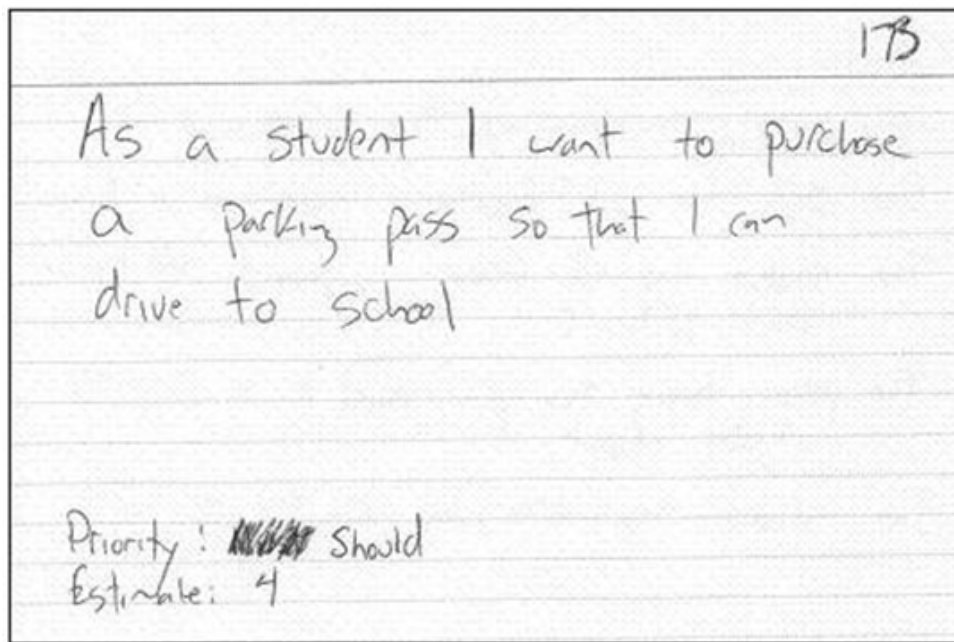 173
As a student I want to purchase
a parking pass so that I can
drive to school
Priority: Should
Estimate: 4